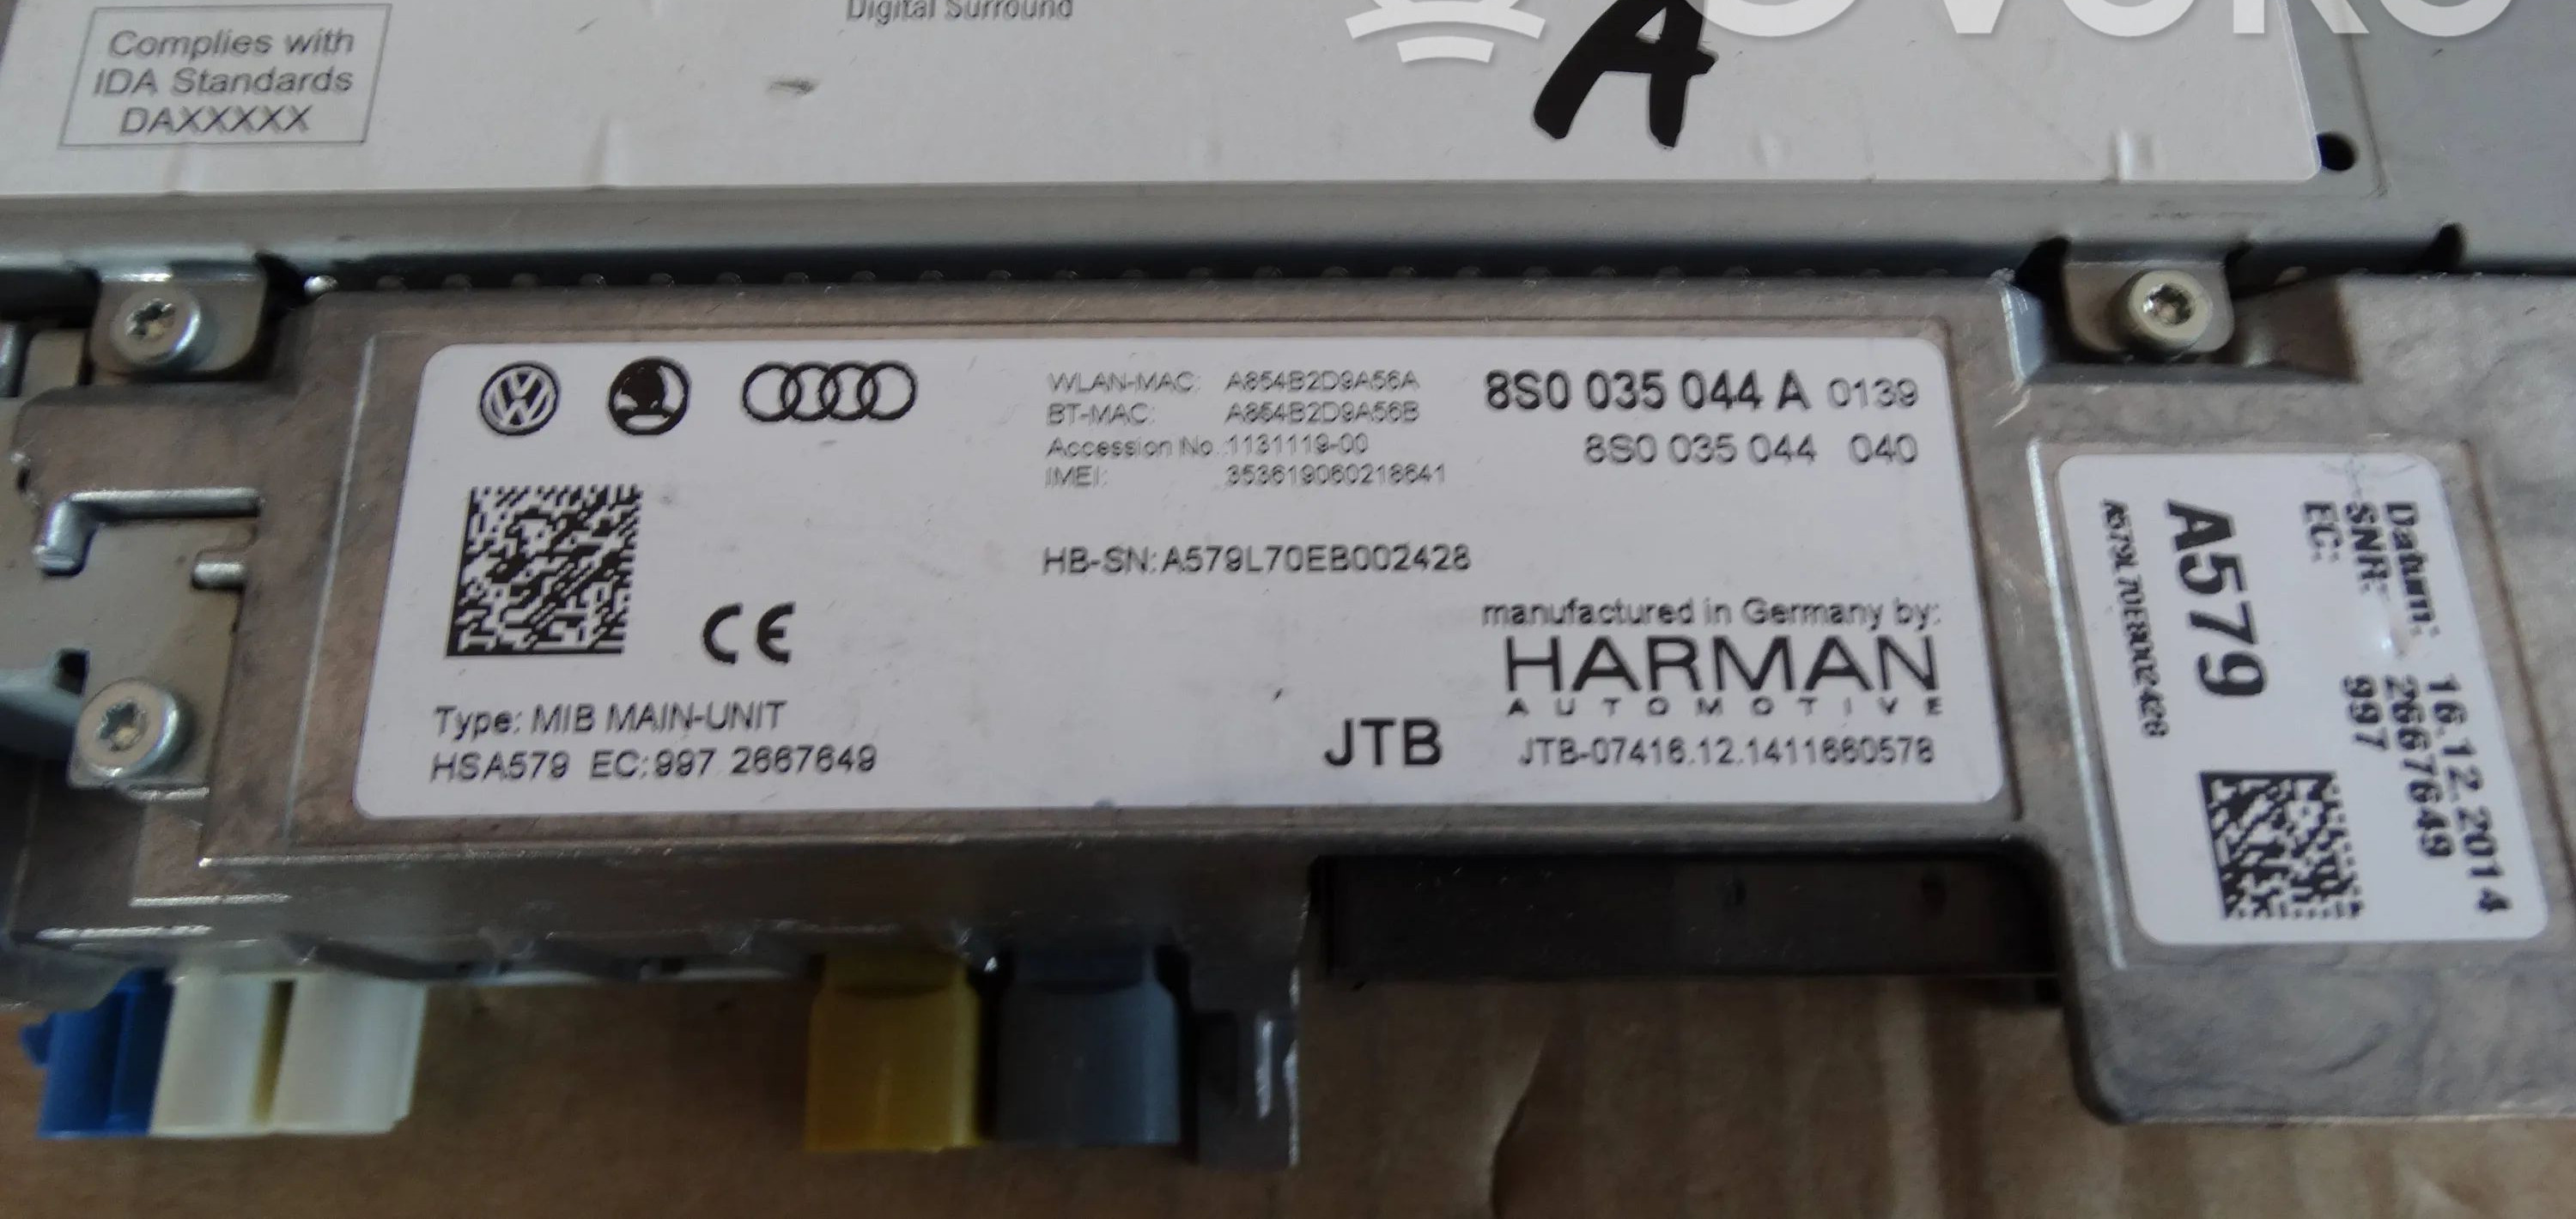 Digital Surround
Complies with
IDA Standards
DAXXXXX
A
WLAN-MAC: A854B2D9A56A
BT-MAC: A854B2D9A56B
Accession No.:1131119-00
IMEI: 353619060218641
8S0 035 044 A 0139
8S0 035 044 040
HB-SN: A579L70EB002428
CE
manufactured in Germany by:
HARMAN
AUTOMOTIVE
Type: MIB MAIN-UNIT
HSA579 EC:997 2667649
JTB
JTB-07416.12.1411660578
Datum: 16.12.2014
SNR: 2667649
EC: 997
A579
A579L70EB002428